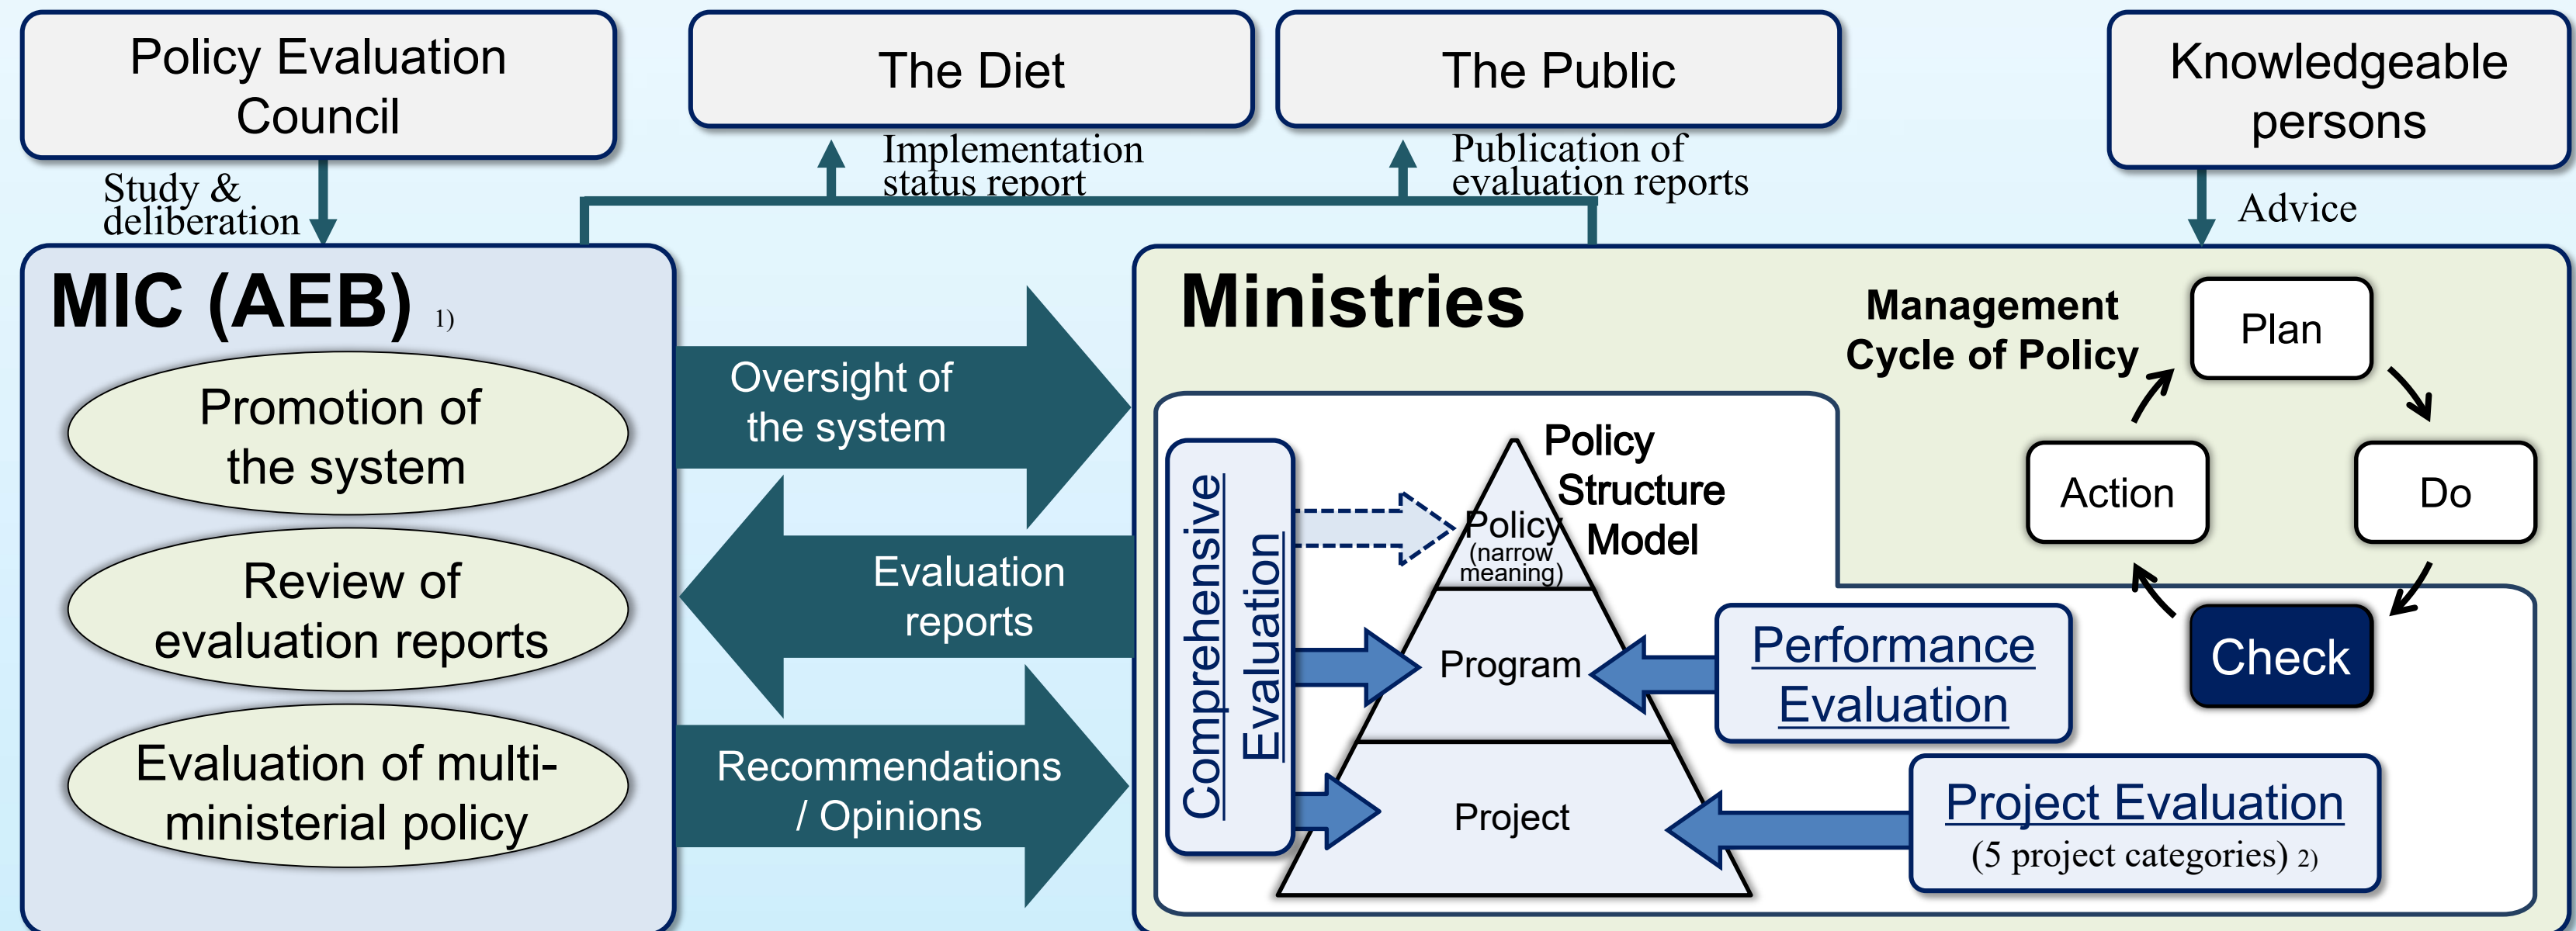 Policy Evaluation
Council
The Diet
The Public
Knowledgeable
persons
Study &
deliberation
Implementation
status report
Publication of
evaluation reports
Advice
MIC (AEB) 1)
Promotion of
the system
Review of
evaluation reports
Evaluation of multi-
ministerial policy
Oversight of
the system
Evaluation
reports
Recommendations
/ Opinions
Ministries
Management
Cycle of Policy
Plan
Do
Check
Action
Comprehensive
Evaluation
Policy
Structure
Model
Policy
(narrow
meaning)
Program
Project
Performance
Evaluation
Project Evaluation
(5 project categories) 2)